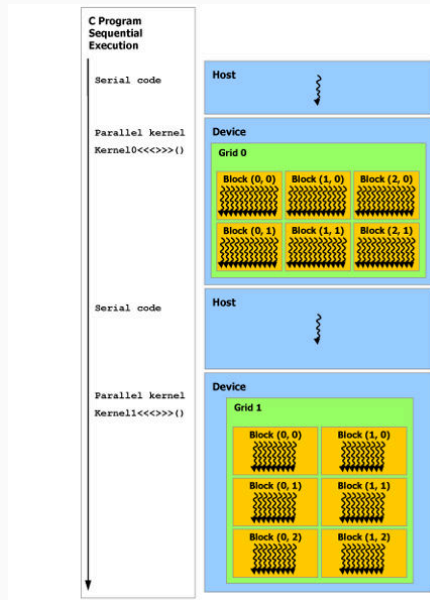 C Program
Sequential
Execution
Serial code
Host
Parallel kernel
Kernel0<<<>>>()
Device
Grid 0
Block (0, 0)
Block (1, 0)
Block (2, 0)
Block (0, 1)
Block (1, 1)
Block (2, 1)
Serial code
Host
Parallel kernel
Kernel1<<<>>>()
Device
Grid 1
Block (0, 0)
Block (1, 0)
Block (0, 1)
Block (1, 1)
Block (0, 2)
Block (1, 2)